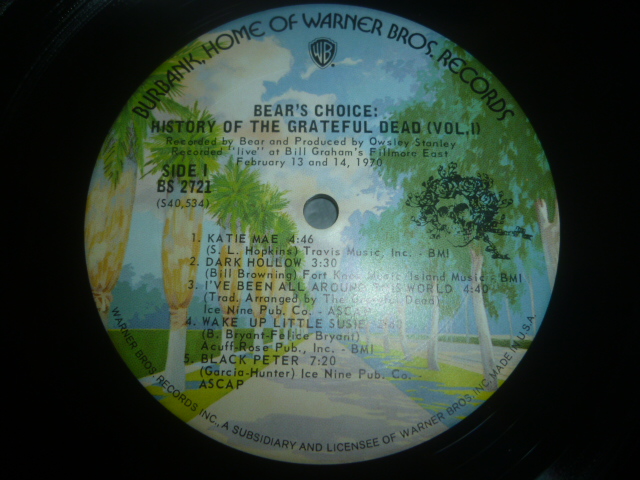 BURBANK, HOME OF WARNER BROS. RECORDS
WB
BEAR'S CHOICE:
HISTORY OF THE GRATEFUL DEAD (VOL.I)
Recorded by Bear and Produced by Owsley Stanley
Recorded "live" at Bill Graham's Fillmore East
February 13 and 14, 1970
SIDE I
BS 2721
(S40,534)
1. KATIE MAE 4:46
(S. L. Hopkins) Travis Music, Inc. - BMI
2. DARK HOLLOW 3:30
(Bill Browning) Fort Knox Music Island Music - BMI
3. I'VE BEEN ALL AROUND THIS WORLD 4:40
(Trad. Arranged by The Grateful Dead)
Ice Nine Pub. Co. - ASCAP
4. WAKE UP LITTLE SUSIE
(B. Bryant-Felice Bryant)
Acuff-Rose Pub., Inc. - BMI
5. BLACK PETER 7:20
(Garcia-Hunter) Ice Nine Pub. Co. -
ASCAP
WARNER BROS. RECORDS INC., A SUBSIDIARY AND LICENSEE OF WARNER BROS. INC. MADE IN U.S.A.